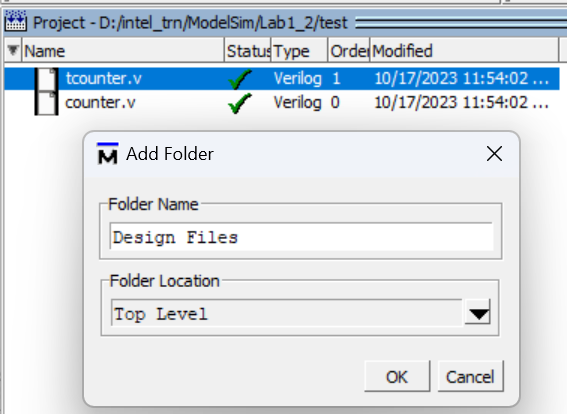 Project - D:/intel_trn/ModelSim/Lab1_2/test
Name Status Type Order Modified
tcounter.v Verilog 1 10/17/2023 11:54:02 ...
counter.v Verilog 0 10/17/2023 11:54:02 ...
M Add Folder
Folder Name
Design Files
Folder Location
Top Level
OK Cancel